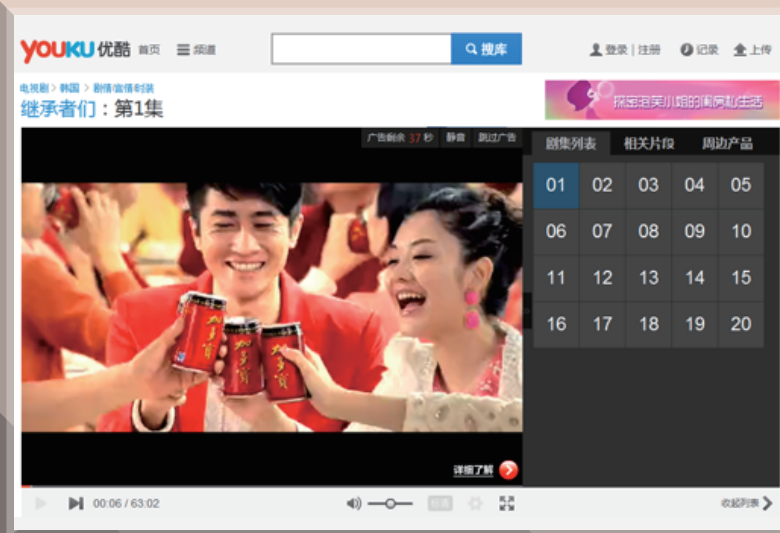 YOUKU 优酷 首页 频道 搜库 登录 | 注册 记录 上传
电视剧 > 韩国 > 剧情/言情/时装
继承者们：第1集
探密泡芙小姐的闺房私生活
广告剩余 37 秒 静音 跳过广告
剧集列表 相关片段 周边产品
01 02 03 04 05
06 07 08 09 10
11 12 13 14 15
16 17 18 19 20
加多宝
加多宝
加多宝
详细了解
00:06 / 63:02
收起列表